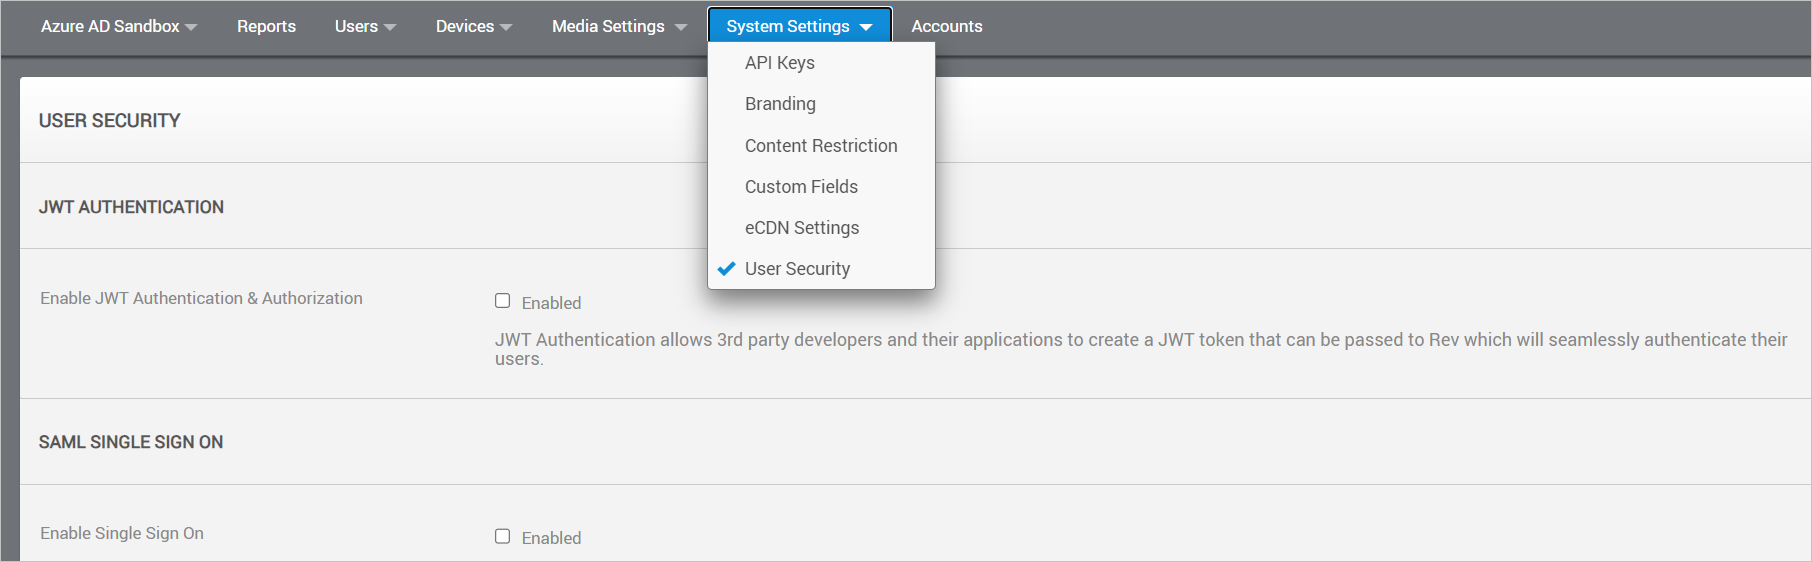 Azure AD Sandbox Reports Users Devices Media Settings System Settings Accounts
API Keys
Branding
Content Restriction
Custom Fields
eCDN Settings
User Security
USER SECURITY
JWT AUTHENTICATION
Enable JWT Authentication & Authorization
Enabled
JWT Authentication allows 3rd party developers and their applications to create a JWT token that can be passed to Rev which will seamlessly authenticate their
users.
SAML SINGLE SIGN ON
Enable Single Sign On
Enabled